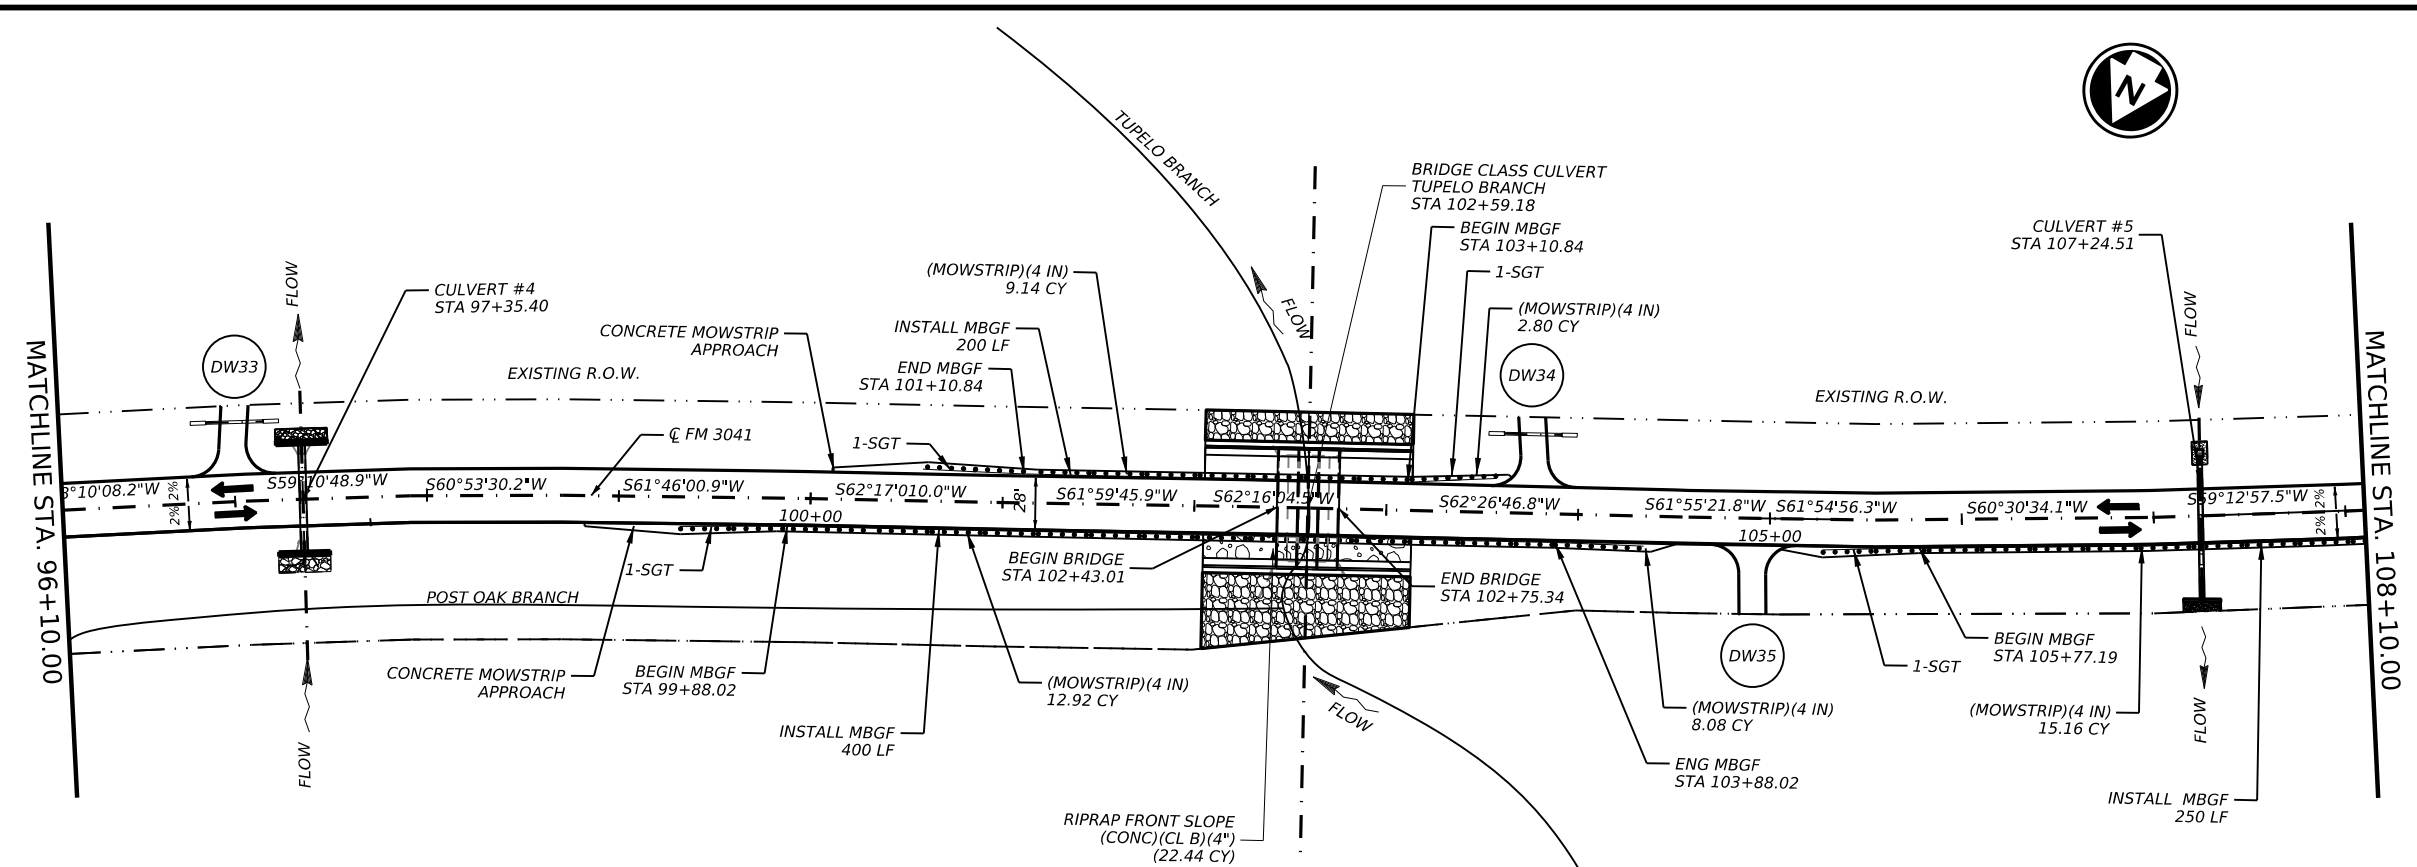 N
TUPELO BRANCH
BRIDGE CLASS CULVERT
TUPELO BRANCH
STA 102+59.18
BEGIN MBGF
STA 103+10.84
1-SGT
(MOWSTRIP)(4 IN)
2.80 CY
CULVERT #5
STA 107+24.51
FLOW
CULVERT #4
STA 97+35.40
(MOWSTRIP)(4 IN)
9.14 CY
FLOW
FLOW
CONCRETE MOWSTRIP
APPROACH
INSTALL MBGF
200 LF
END MBGF
STA 101+10.84
MATCHLINE STA. 96+10.00
DW33
EXISTING R.O.W.
DW34
EXISTING R.O.W.
MATCHLINE STA. 108+10.00
℄ FM 3041
1-SGT
8°10'08.2"W
2%
2%
S59°10'48.9"W
S60°53'30.2"W
S61°46'00.9"W
S62°17'010.0"W
28'
S61°59'45.9"W
S62°16'04.5"W
S62°26'46.8"W
S61°55'21.8"W
S61°54'56.3"W
S60°30'34.1"W
S59°12'57.5"W
2%
2%
100+00
105+00
1-SGT
BEGIN BRIDGE
STA 102+43.01
END BRIDGE
STA 102+75.34
POST OAK BRANCH
CONCRETE MOWSTRIP
APPROACH
BEGIN MBGF
STA 99+88.02
(MOWSTRIP)(4 IN)
12.92 CY
INSTALL MBGF
400 LF
FLOW
FLOW
DW35
1-SGT
BEGIN MBGF
STA 105+77.19
(MOWSTRIP)(4 IN)
8.08 CY
(MOWSTRIP)(4 IN)
15.16 CY
FLOW
ENG MBGF
STA 103+88.02
INSTALL MBGF
250 LF
RIPRAP FRONT SLOPE
(CONC)(CL B)(4")
(22.44 CY)